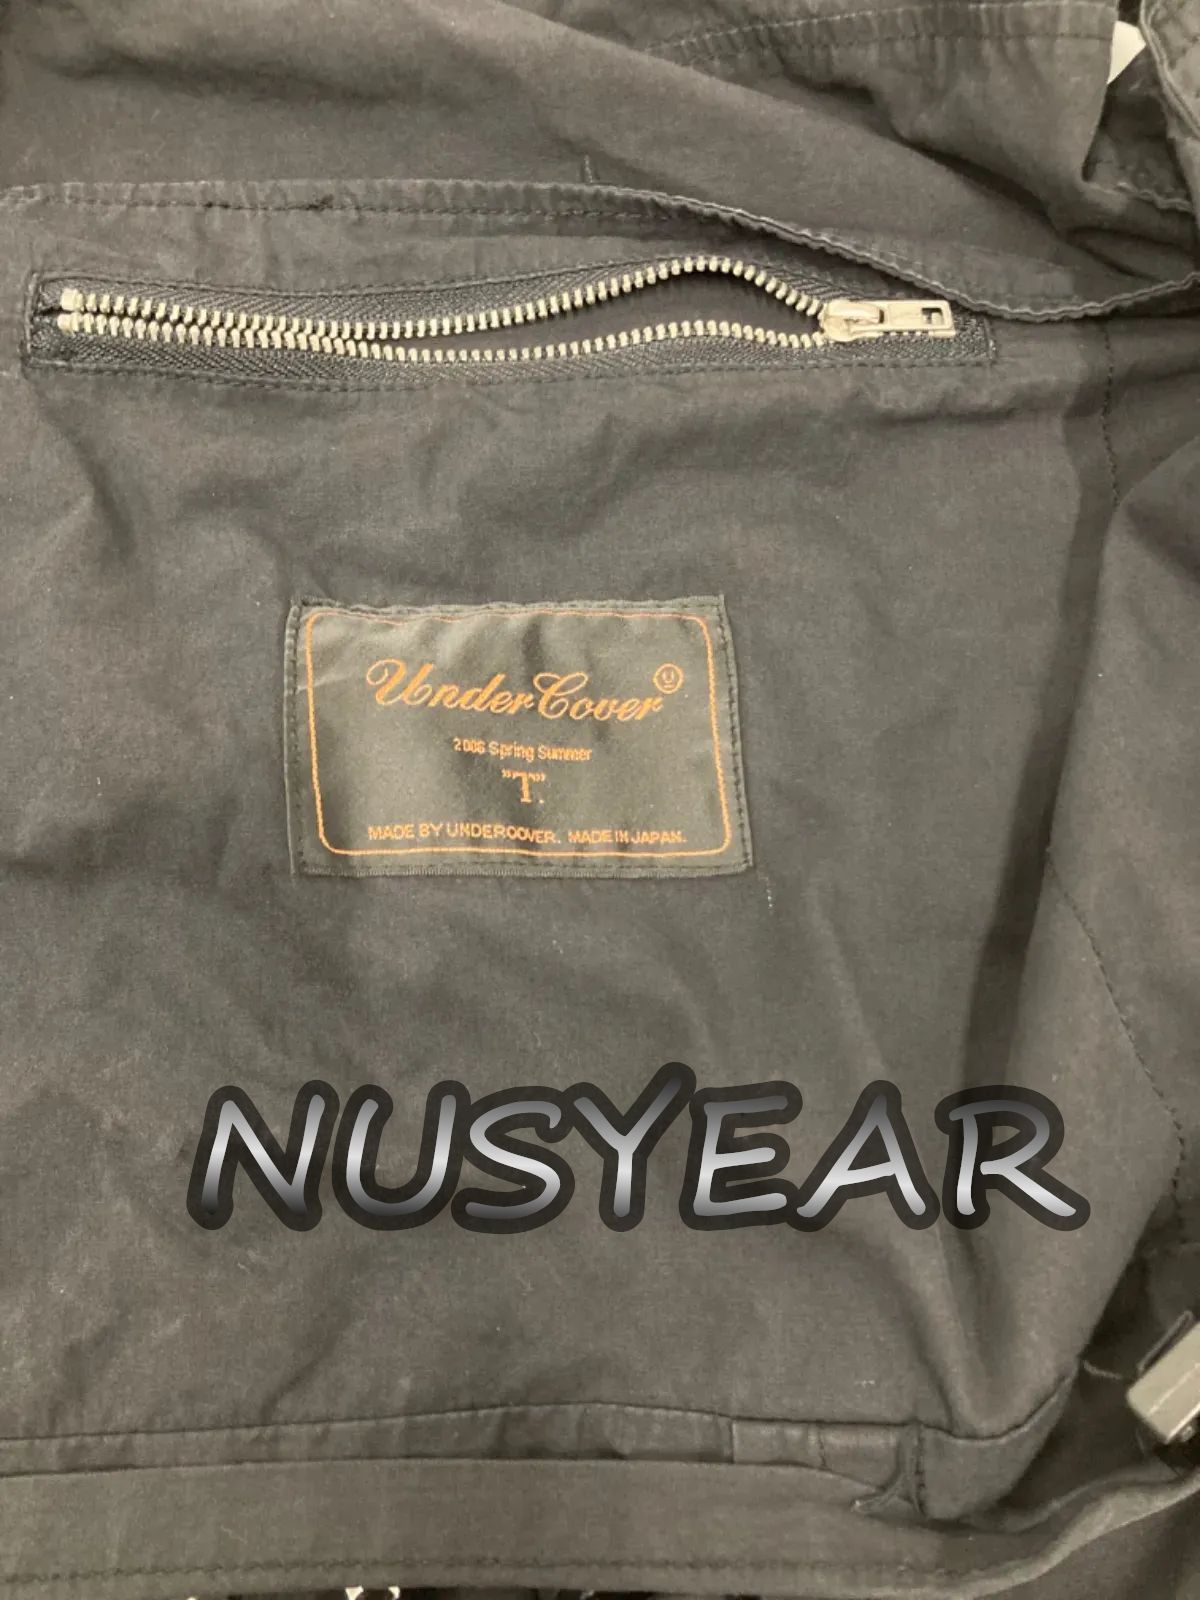 UnderCover
2006 Spring Summer
"T".
MADE BY UNDERCOVER. MADE IN JAPAN.
NUSYEAR